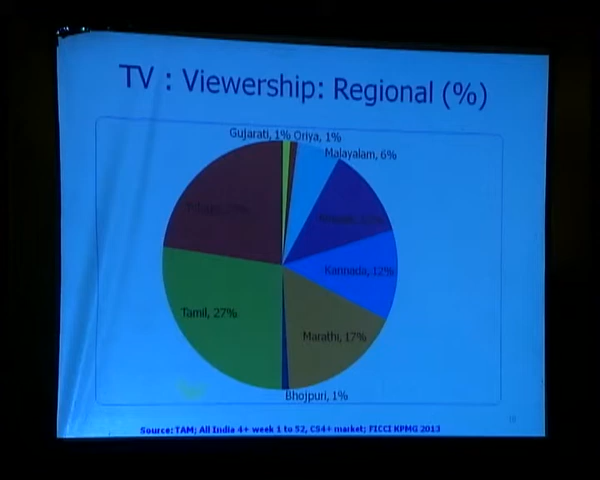 TV : Viewership: Regional (%)
Gujarati, 1% Oriya, 1%
Malayalam, 6%
Kannada, 12%
Tamil, 27%
Marathi, 17%
Bhojpuri, 1%
Source: TAM; All India 4+ week 1 to 52, CS4+ market; FICCI KPMG 2013